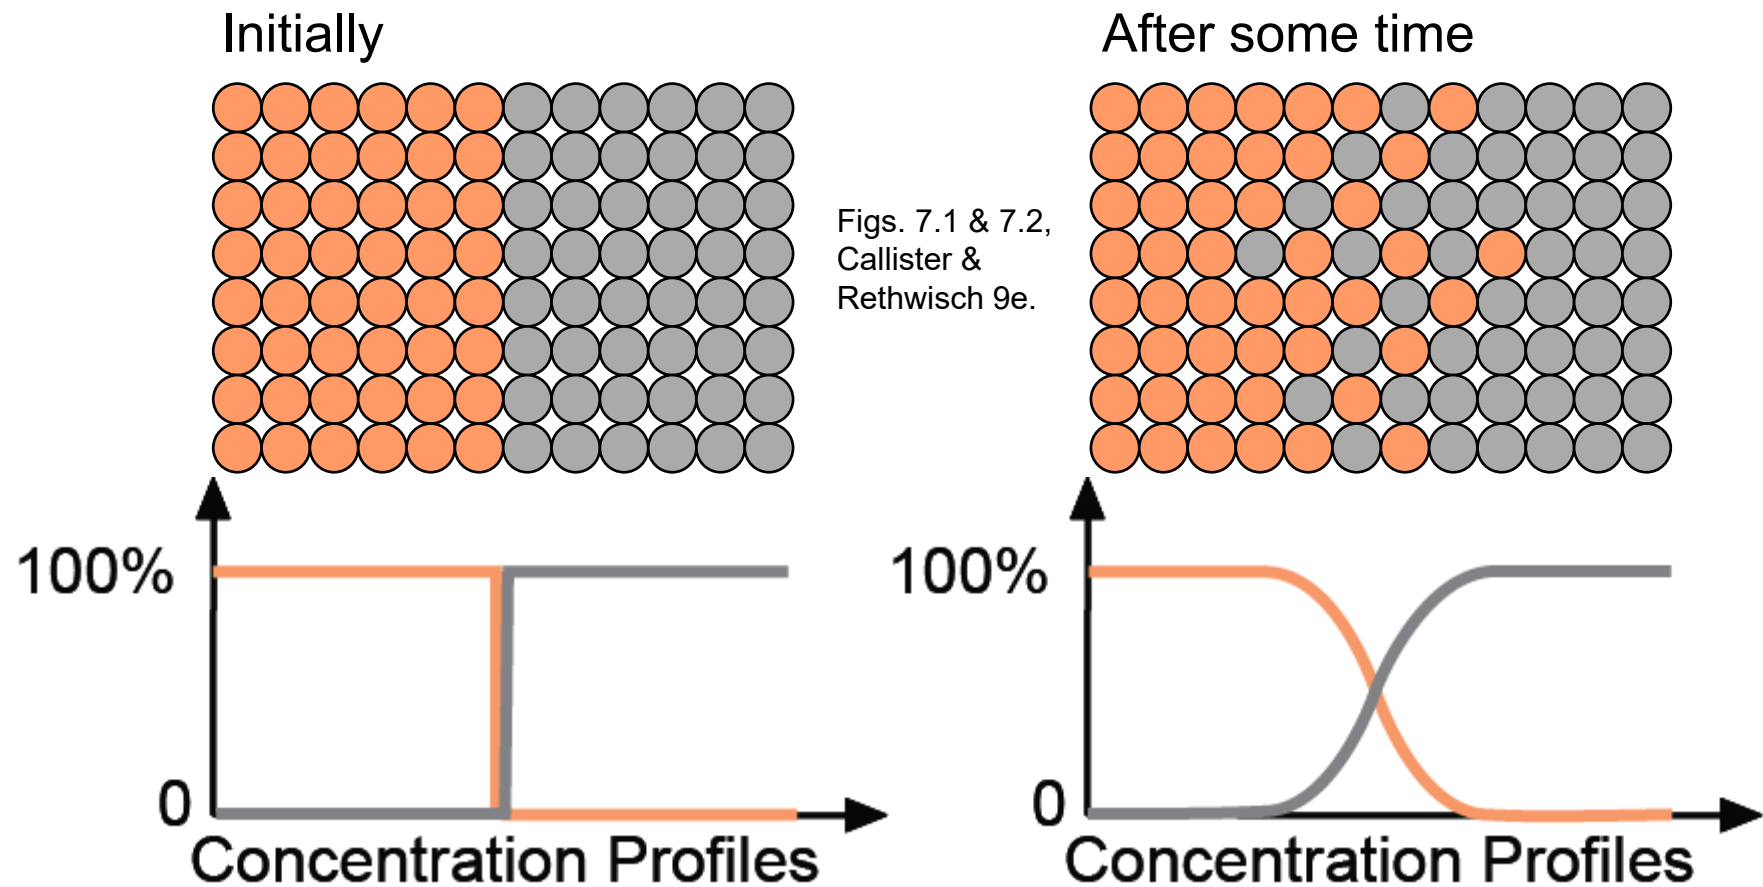 Initially
After some time
Figs. 7.1 & 7.2,
Callister &
Rethwisch 9e.
100%
0
Concentration Profiles
100%
0
Concentration Profiles